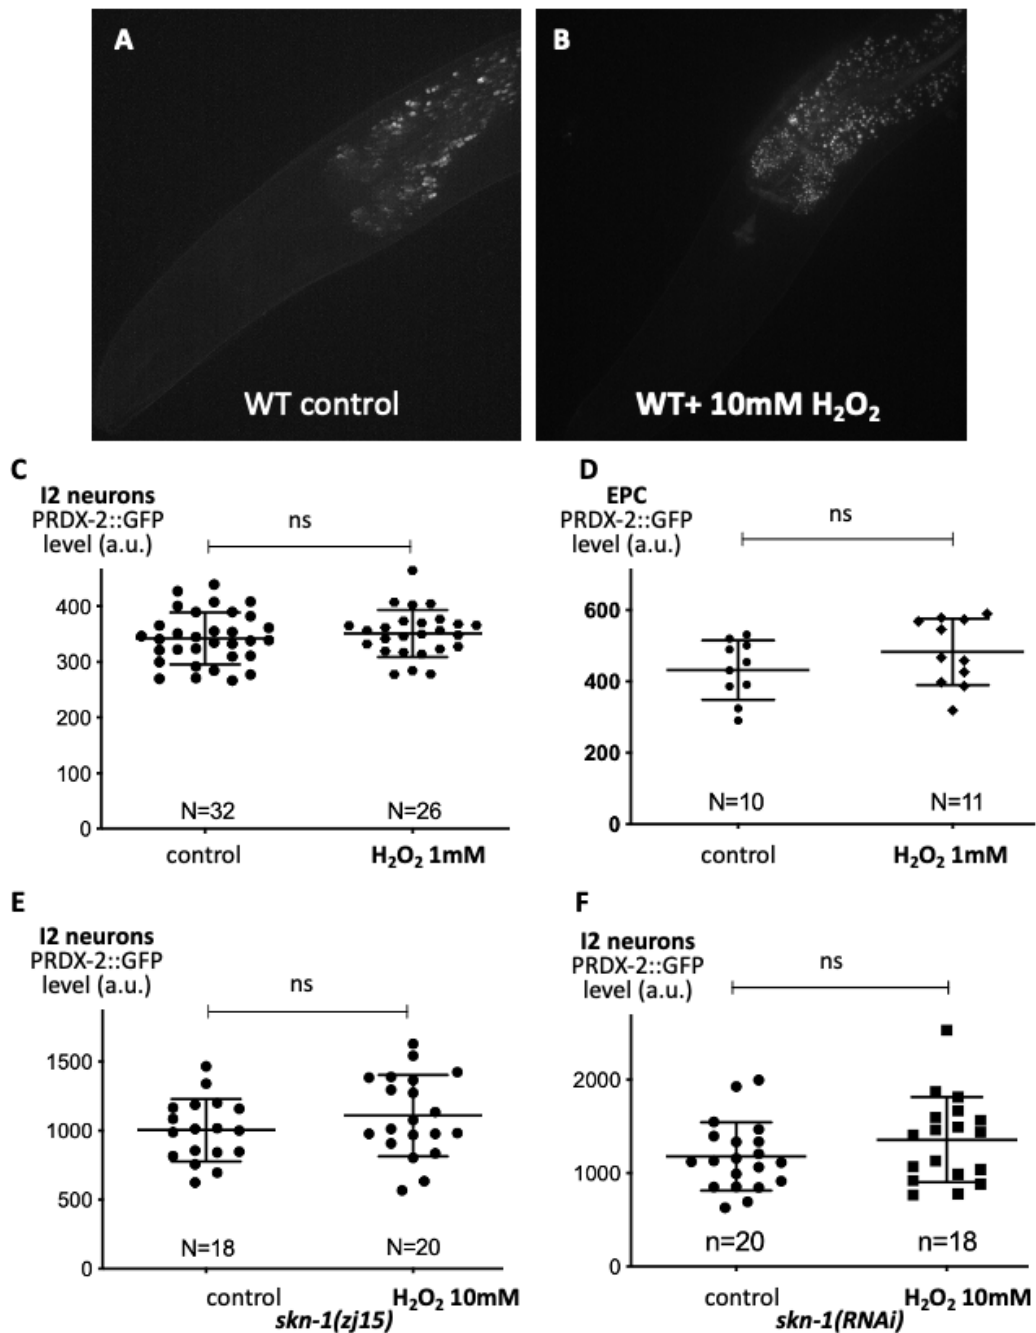 A
B
WT control
WT+ 10mM H₂O₂
C
I2 neurons
PRDX-2::GFP
level (a.u.)
ns
400
300
200
100
0
N=32
N=26
control
H₂O₂ 1mM
D
EPC
PRDX-2::GFP
level (a.u.)
ns
600
400
200
0
N=10
N=11
control
H₂O₂ 1mM
E
I2 neurons
PRDX-2::GFP
level (a.u.)
ns
1500
1000
500
0
N=18
N=20
control
H₂O₂ 10mM
skn-1(zj15)
F
I2 neurons
PRDX-2::GFP
level (a.u.)
ns
2000
1000
0
n=20
n=18
control
H₂O₂ 10mM
skn-1(RNAi)